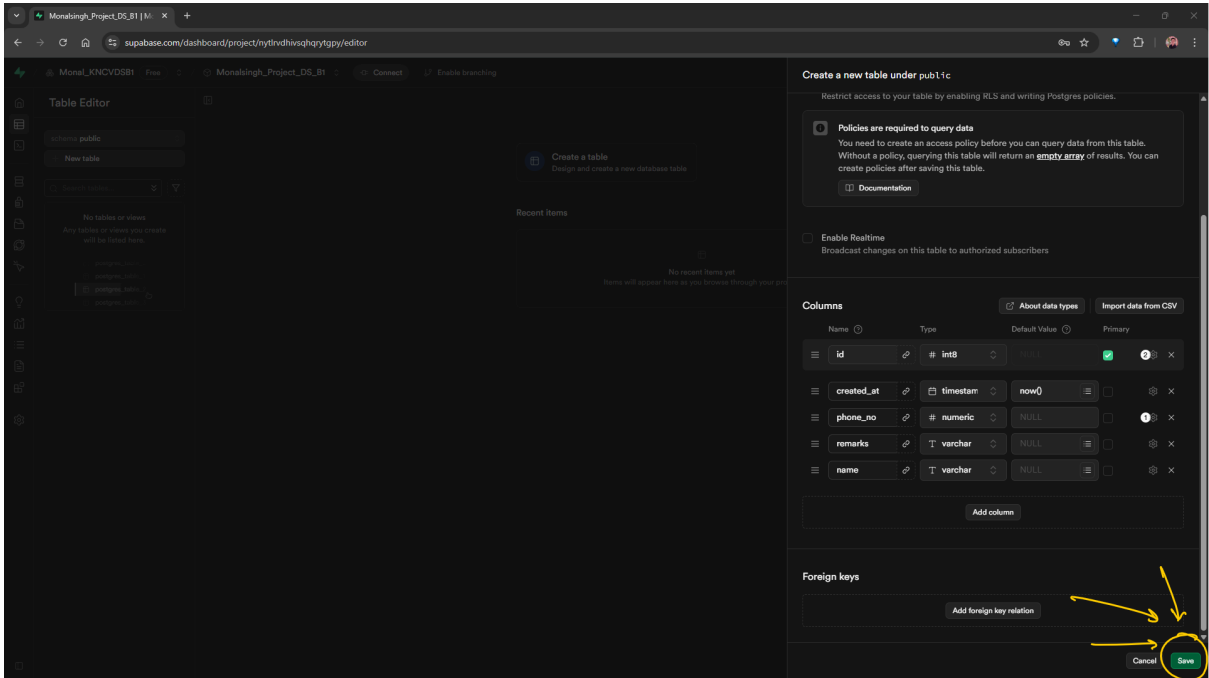 Monalsingh_Project_DS_B1 | Mo
supabase.com/dashboard/project/nytlrvdhivsqhqrytgpy/editor
Monal_KNCVDSB1 Free
Monalsingh_Project_DS_B1
Connect
Enable branching
Table Editor
schema public
New table
Search tables
No tables or views
Any tables or views you create
will be listed here
Create a table
Design and create a new database table
Recent items
No recent items yet
Items will appear here as you browse through your pro
Create a new table under public
Restrict access to your table by enabling RLS and writing Postgres policies.
Policies are required to query data
You need to create an access policy before you can query data from this table.
Without a policy, querying this table will return an empty array of results. You can
create policies after saving this table.
Documentation
Enable Realtime
Broadcast changes on this table to authorized subscribers
Columns
About data types
Import data from CSV
Name Type Default Value Primary
id # int8 NULL 2
created_at timestam now()
phone_no # numeric NULL 1
remarks T varchar NULL
name T varchar NULL
Add column
Foreign keys
Add foreign key relation
Cancel Save